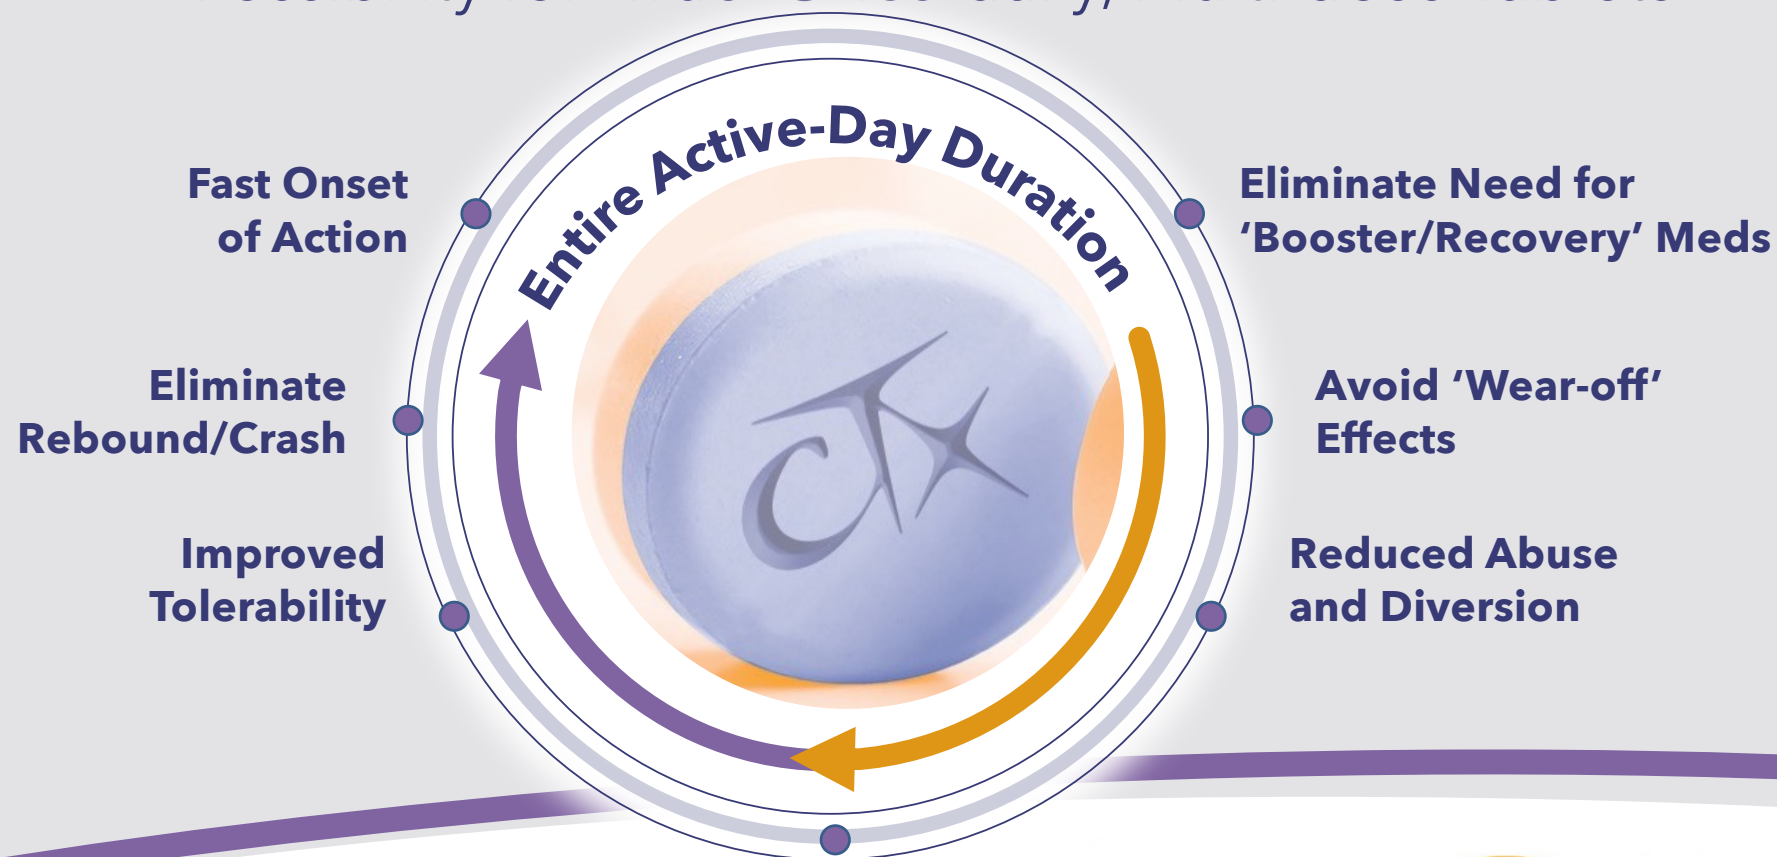 Entire Active-Day Duration
Fast Onset
of Action
Eliminate
Rebound/Crash
Improved
Tolerability
Eliminate Need for
‘Booster/Recovery’ Meds
Avoid ‘Wear-off’
Effects
Reduced Abuse
and Diversion
CTx